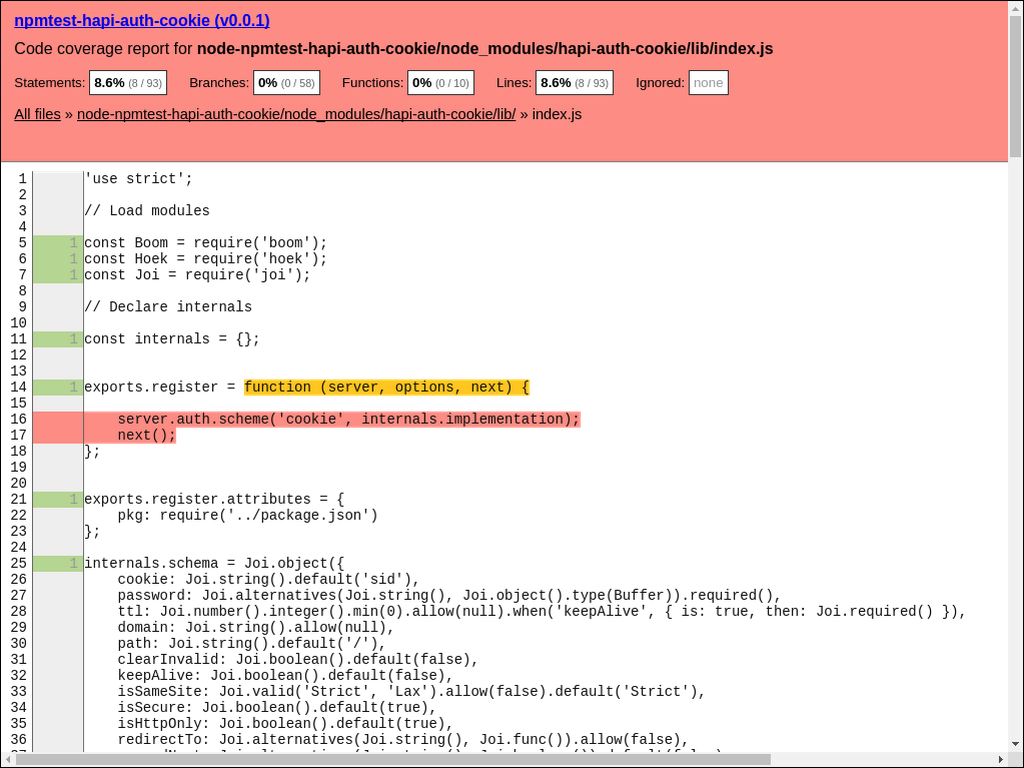 npmtest-hapi-auth-cookie (v0.0.1)
Code coverage report for node-npmtest-hapi-auth-cookie/node_modules/hapi-auth-cookie/lib/index.js
Statements: 8.6% (8 / 93) Branches: 0% (0 / 58) Functions: 0% (0 / 10) Lines: 8.6% (8 / 93) Ignored: none
All files » node-npmtest-hapi-auth-cookie/node_modules/hapi-auth-cookie/lib/ » index.js
1 'use strict';
2
3 // Load modules
4
5 1 const Boom = require('boom');
6 1 const Hoek = require('hoek');
7 1 const Joi = require('joi');
8
9 // Declare internals
10
11 1 const internals = {};
12
13
14 1 exports.register = function (server, options, next) {
15
16 server.auth.scheme('cookie', internals.implementation);
17 next();
18 };
19
20
21 1 exports.register.attributes = {
22 pkg: require('../package.json')
23 };
24
25 1 internals.schema = Joi.object({
26 cookie: Joi.string().default('sid'),
27 password: Joi.alternatives(Joi.string(), Joi.object().type(Buffer)).required(),
28 ttl: Joi.number().integer().min(0).allow(null).when('keepAlive', { is: true, then: Joi.required() }),
29 domain: Joi.string().allow(null),
30 path: Joi.string().default('/'),
31 clearInvalid: Joi.boolean().default(false),
32 keepAlive: Joi.boolean().default(false),
33 isSameSite: Joi.valid('Strict', 'Lax').allow(false).default('Strict'),
34 isSecure: Joi.boolean().default(true),
35 isHttpOnly: Joi.boolean().default(true),
36 redirectTo: Joi.alternatives(Joi.string(), Joi.func()).allow(false),